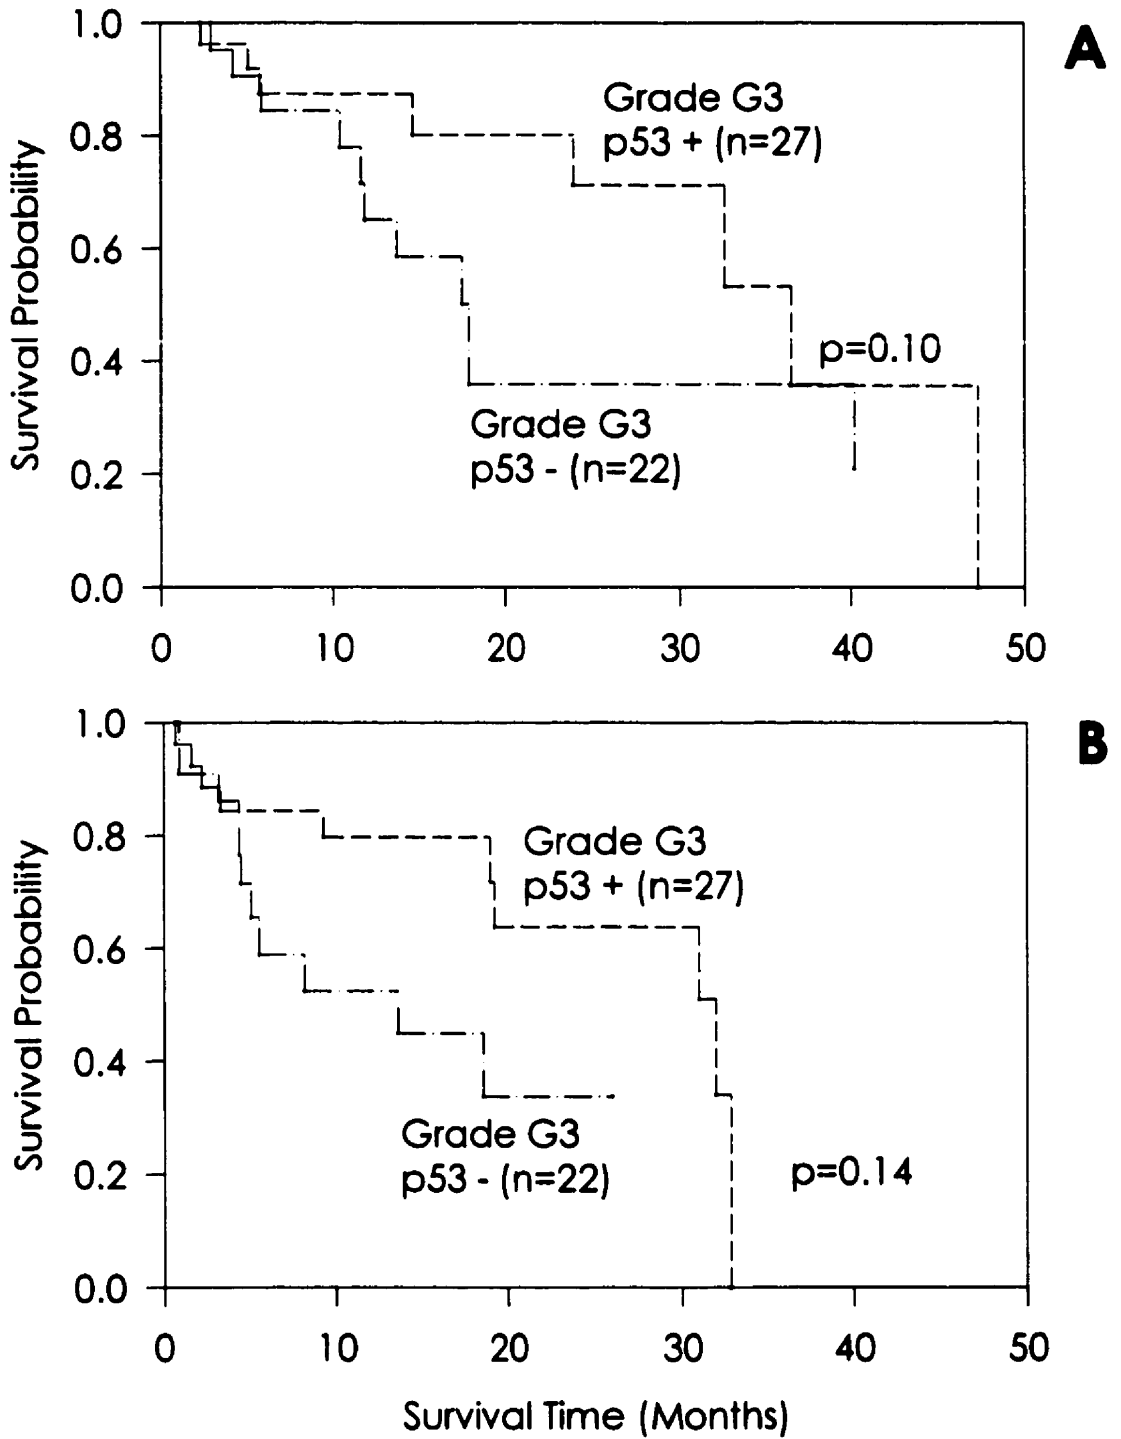 A
Survival Probability
1.0
0.8
0.6
0.4
0.2
0.0
Grade G3
p53 + (n=27)
p=0.10
Grade G3
p53 - (n=22)
0 10 20 30 40 50
B
Survival Probability
1.0
0.8
0.6
0.4
0.2
0.0
Grade G3
p53 + (n=27)
Grade G3
p53 - (n=22)
p=0.14
0 10 20 30 40 50
Survival Time (Months)